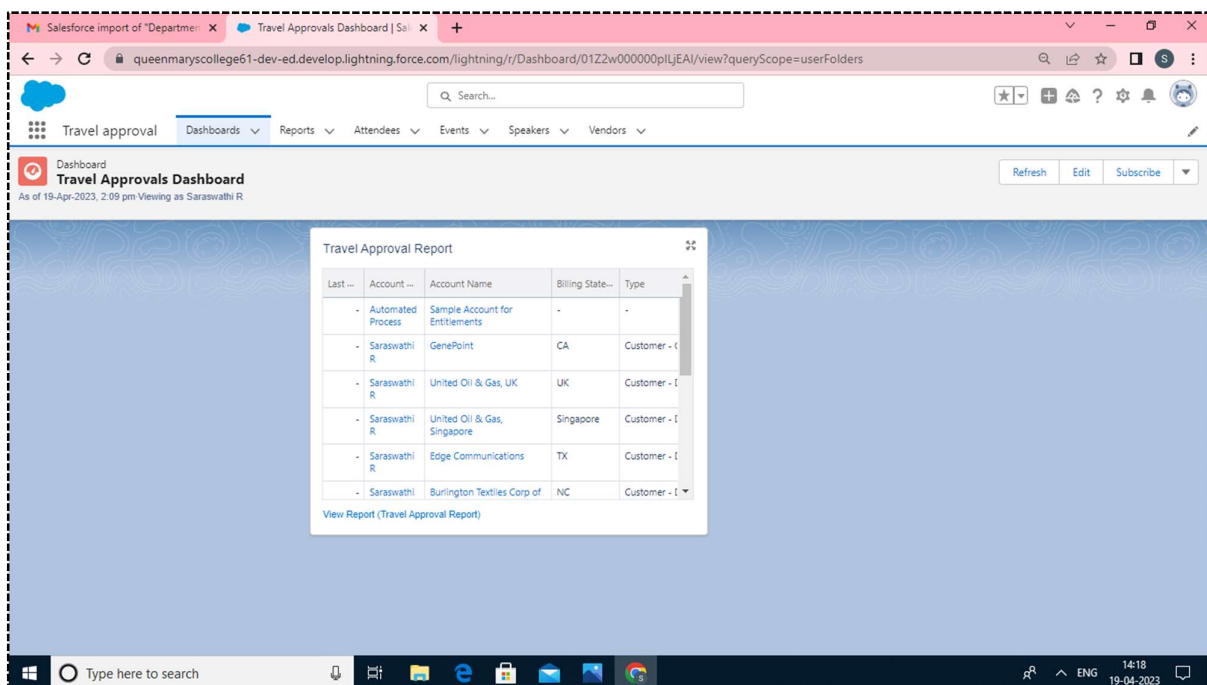 Salesforce import of "Departmen
Travel Approvals Dashboard | Sal
queenmaryscollege61-dev-ed.develop.lightning.force.com/lightning/r/Dashboard/01Z2w000000pILjEAI/view?queryScope=userFolders
S
Search...
Travel approval Dashboards Reports Attendees Events Speakers Vendors
Dashboard
Travel Approvals Dashboard
As of 19-Apr-2023, 2:09 pm·Viewing as Saraswathi R
Refresh Edit Subscribe
Travel Approval Report
Last ... Account ... Account Name Billing State... Type
- Automated Process Sample Account for Entitlements - -
- Saraswathi R GenePoint CA Customer - C
- Saraswathi R United Oil & Gas, UK UK Customer - D
- Saraswathi R United Oil & Gas, Singapore Singapore Customer - D
- Saraswathi R Edge Communications TX Customer - D
- Saraswathi Burlington Textiles Corp of NC Customer - D
View Report (Travel Approval Report)
Type here to search
ENG
14:18
19-04-2023